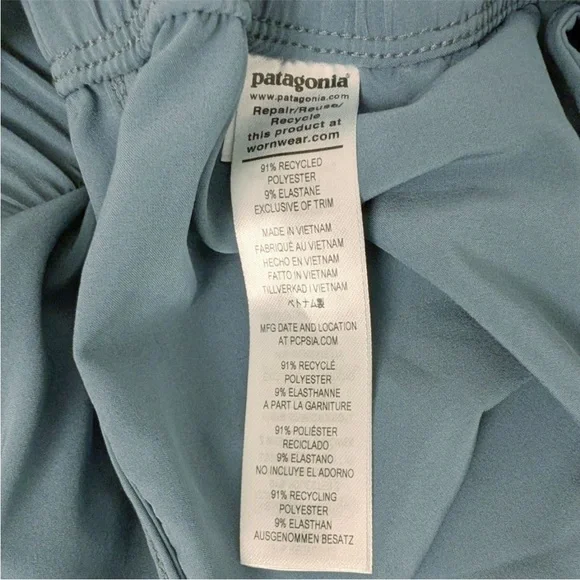 patagonia®
www.patagonia.com
Repair/Reuse/
Recycle
this product at
wornwear.com
91% RECYCLED
POLYESTER
9% ELASTANE
EXCLUSIVE OF TRIM
MADE IN VIETNAM
FABRIQUÉ AU VIETNAM
HECHO EN VIETNAM
FATTO IN VIETNAM
TILLVERKAD I VIETNAM
ベトナム製
MFG DATE AND LOCATION
AT PCPSIA.COM
91% RECYCLÉ
POLYESTER
9% ELASTHANNE
A PART LA GARNITURE
91% POLIÉSTER
RECICLADO
9% ELASTANO
NO INCLUYE EL ADORNO
91% RECYCLING
POLYESTER
9% ELASTHAN
AUSGENOMMEN BESATZ